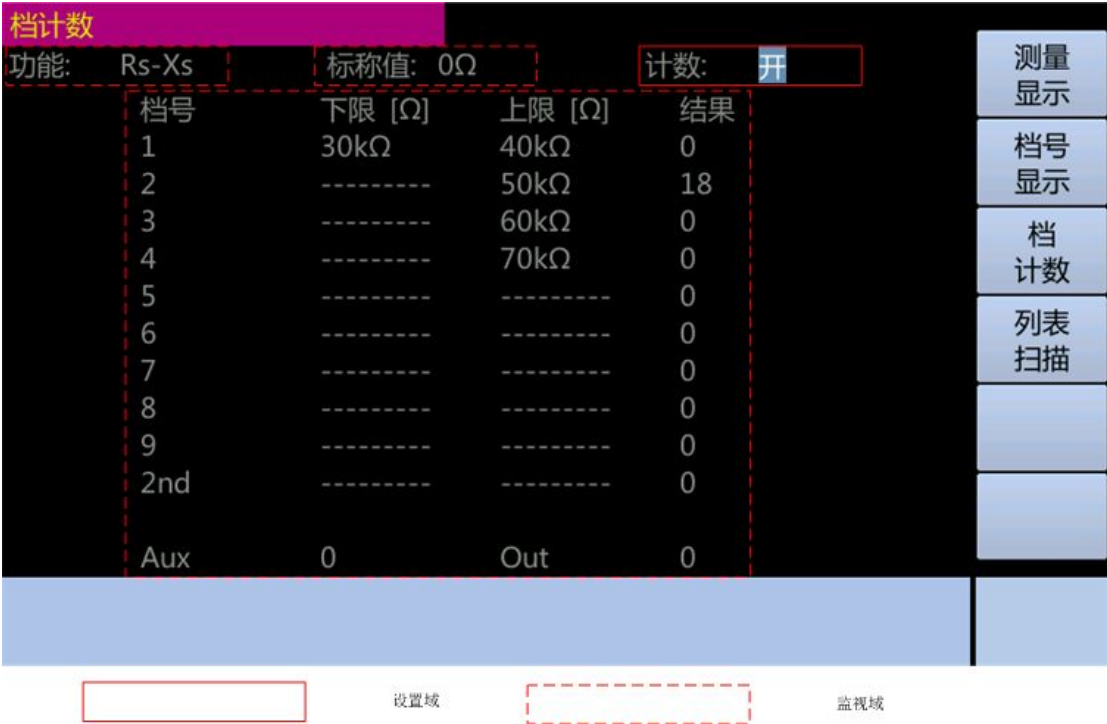 档计数
功能: Rs-Xs 标称值: 0Ω 计数: 开
档号 下限 [Ω] 上限 [Ω] 结果
1 30kΩ 40kΩ 0
2 --------- 50kΩ 18
3 --------- 60kΩ 0
4 --------- 70kΩ 0
5 --------- --------- 0
6 --------- --------- 0
7 --------- --------- 0
8 --------- --------- 0
9 --------- --------- 0
2nd --------- --------- 0
Aux 0 Out 0
测量
显示
档号
显示
档
计数
列表
扫描
设置域 监视域